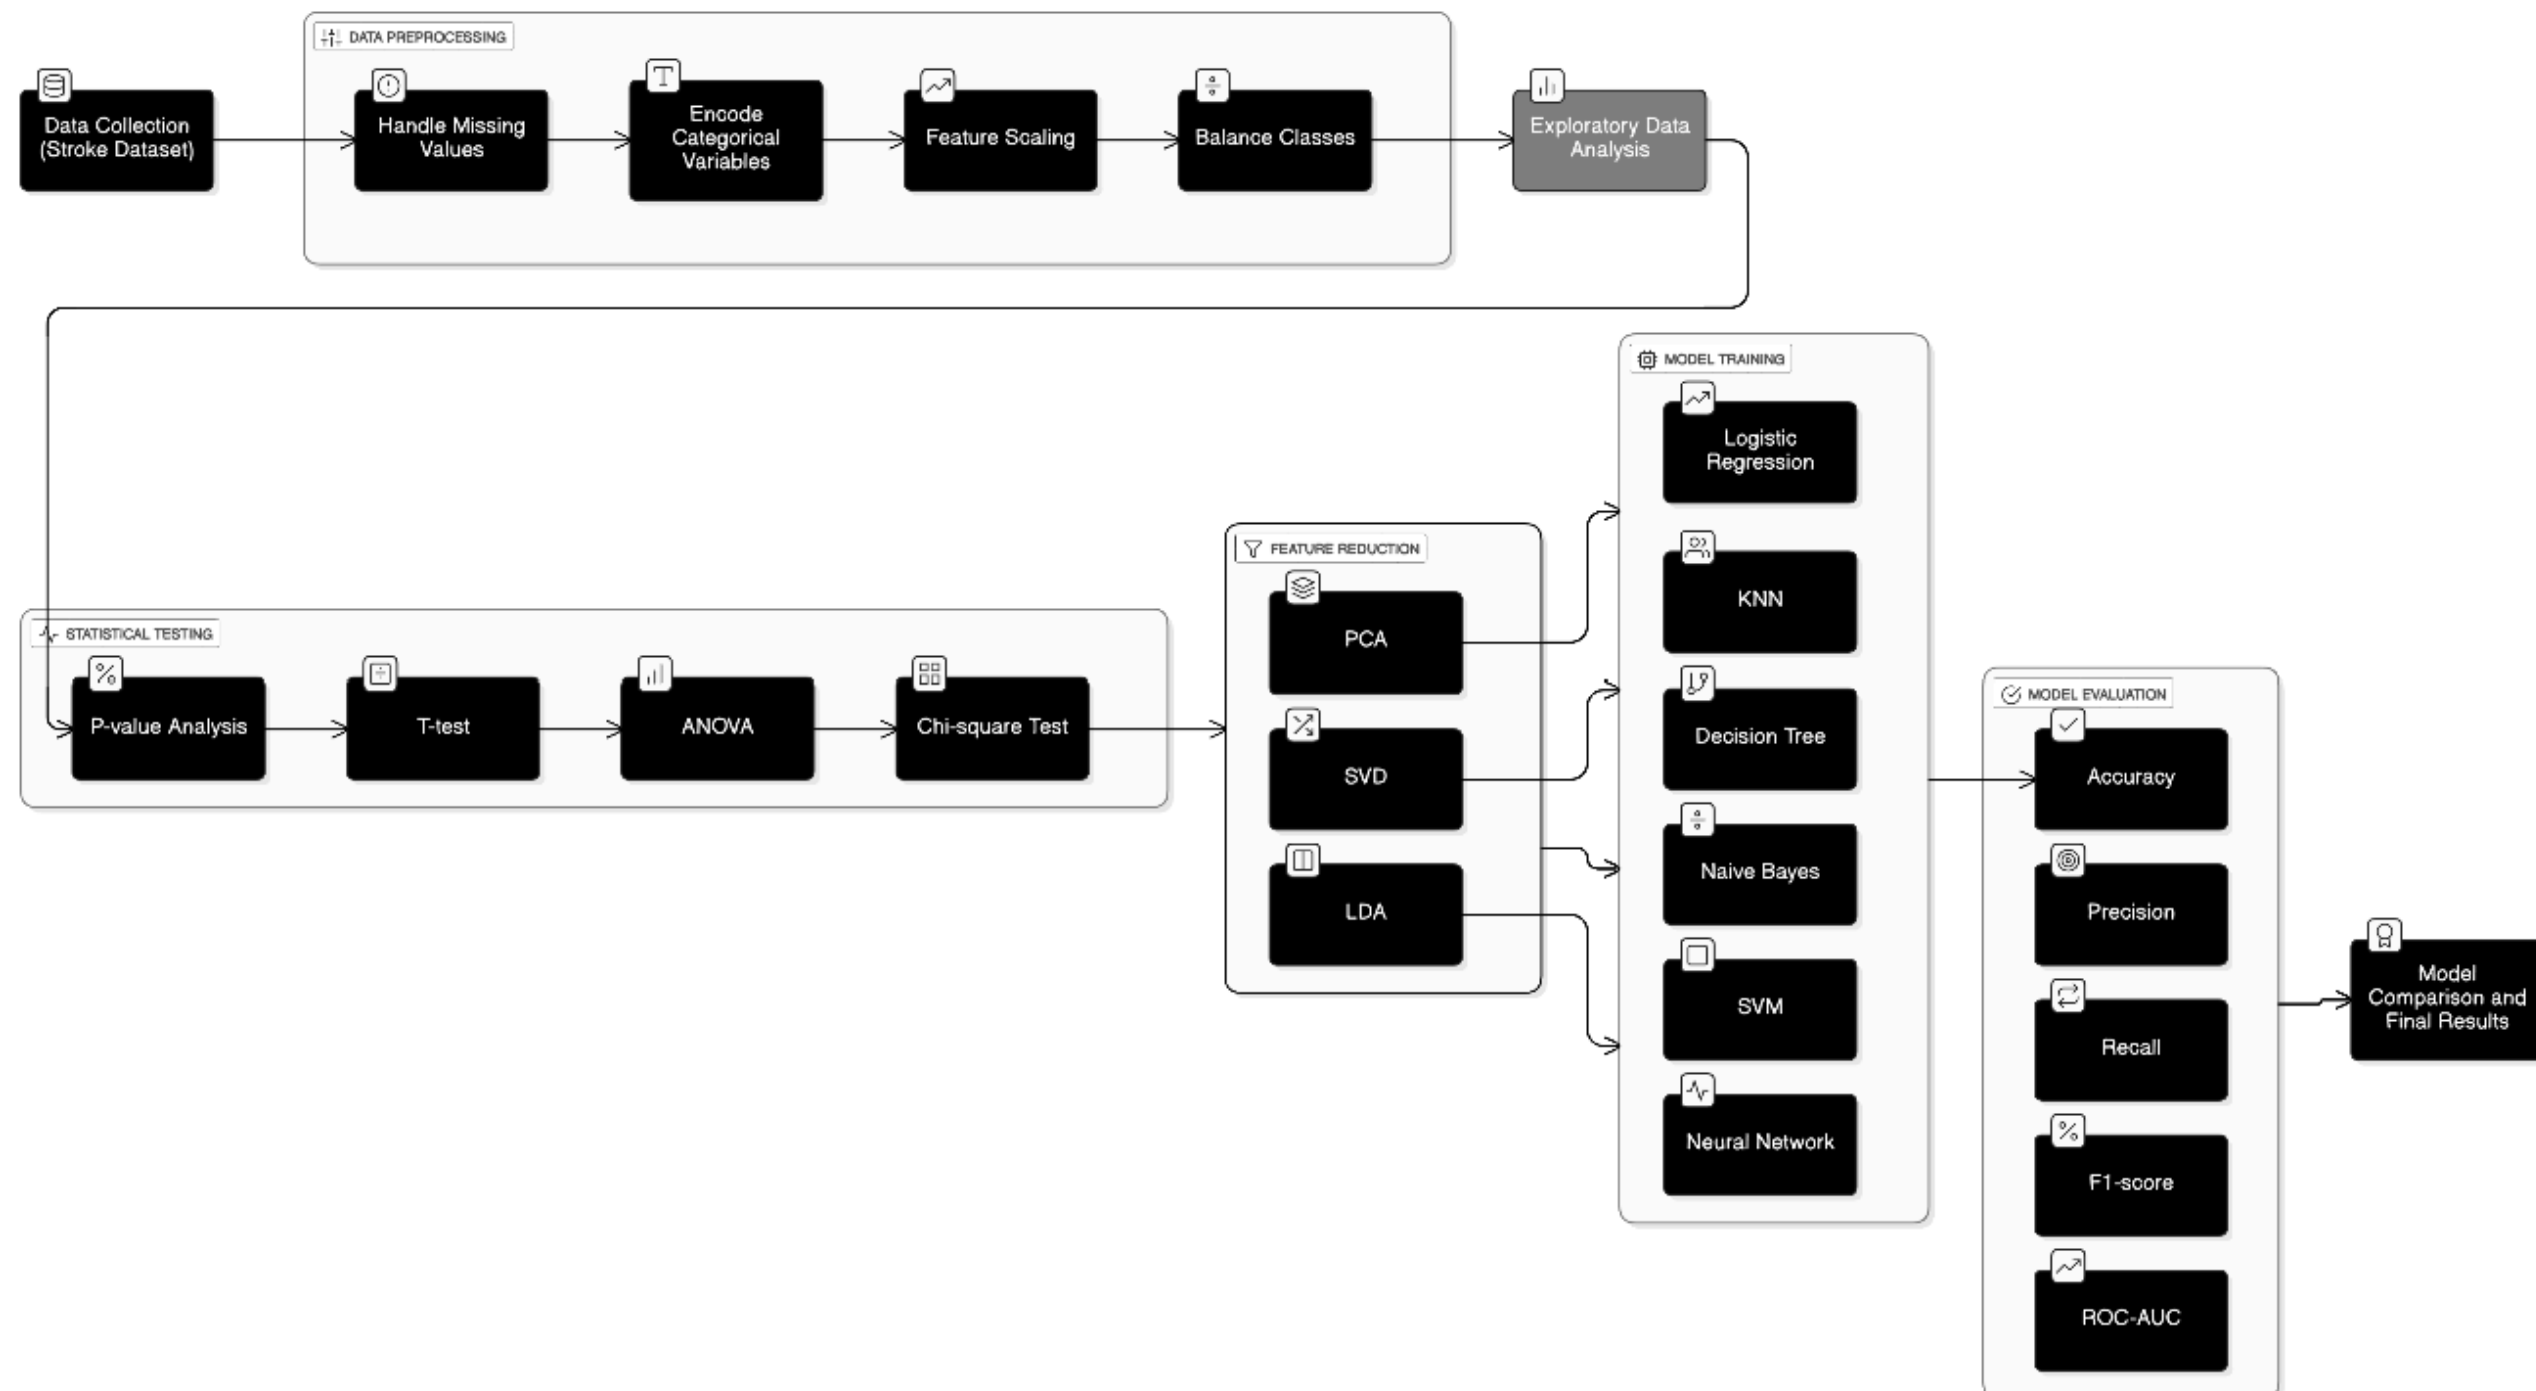 DATA PREPROCESSING
Data Collection
(Stroke Dataset)
Handle Missing
Values
Encode
Categorical
Variables
Feature Scaling
Balance Classes
Exploratory Data
Analysis
STATISTICAL TESTING
P-value Analysis
T-test
ANOVA
Chi-square Test
FEATURE REDUCTION
PCA
SVD
LDA
MODEL TRAINING
Logistic
Regression
KNN
Decision Tree
Naive Bayes
SVM
Neural Network
MODEL EVALUATION
Accuracy
Precision
Recall
F1-score
ROC-AUC
Model
Comparison and
Final Results